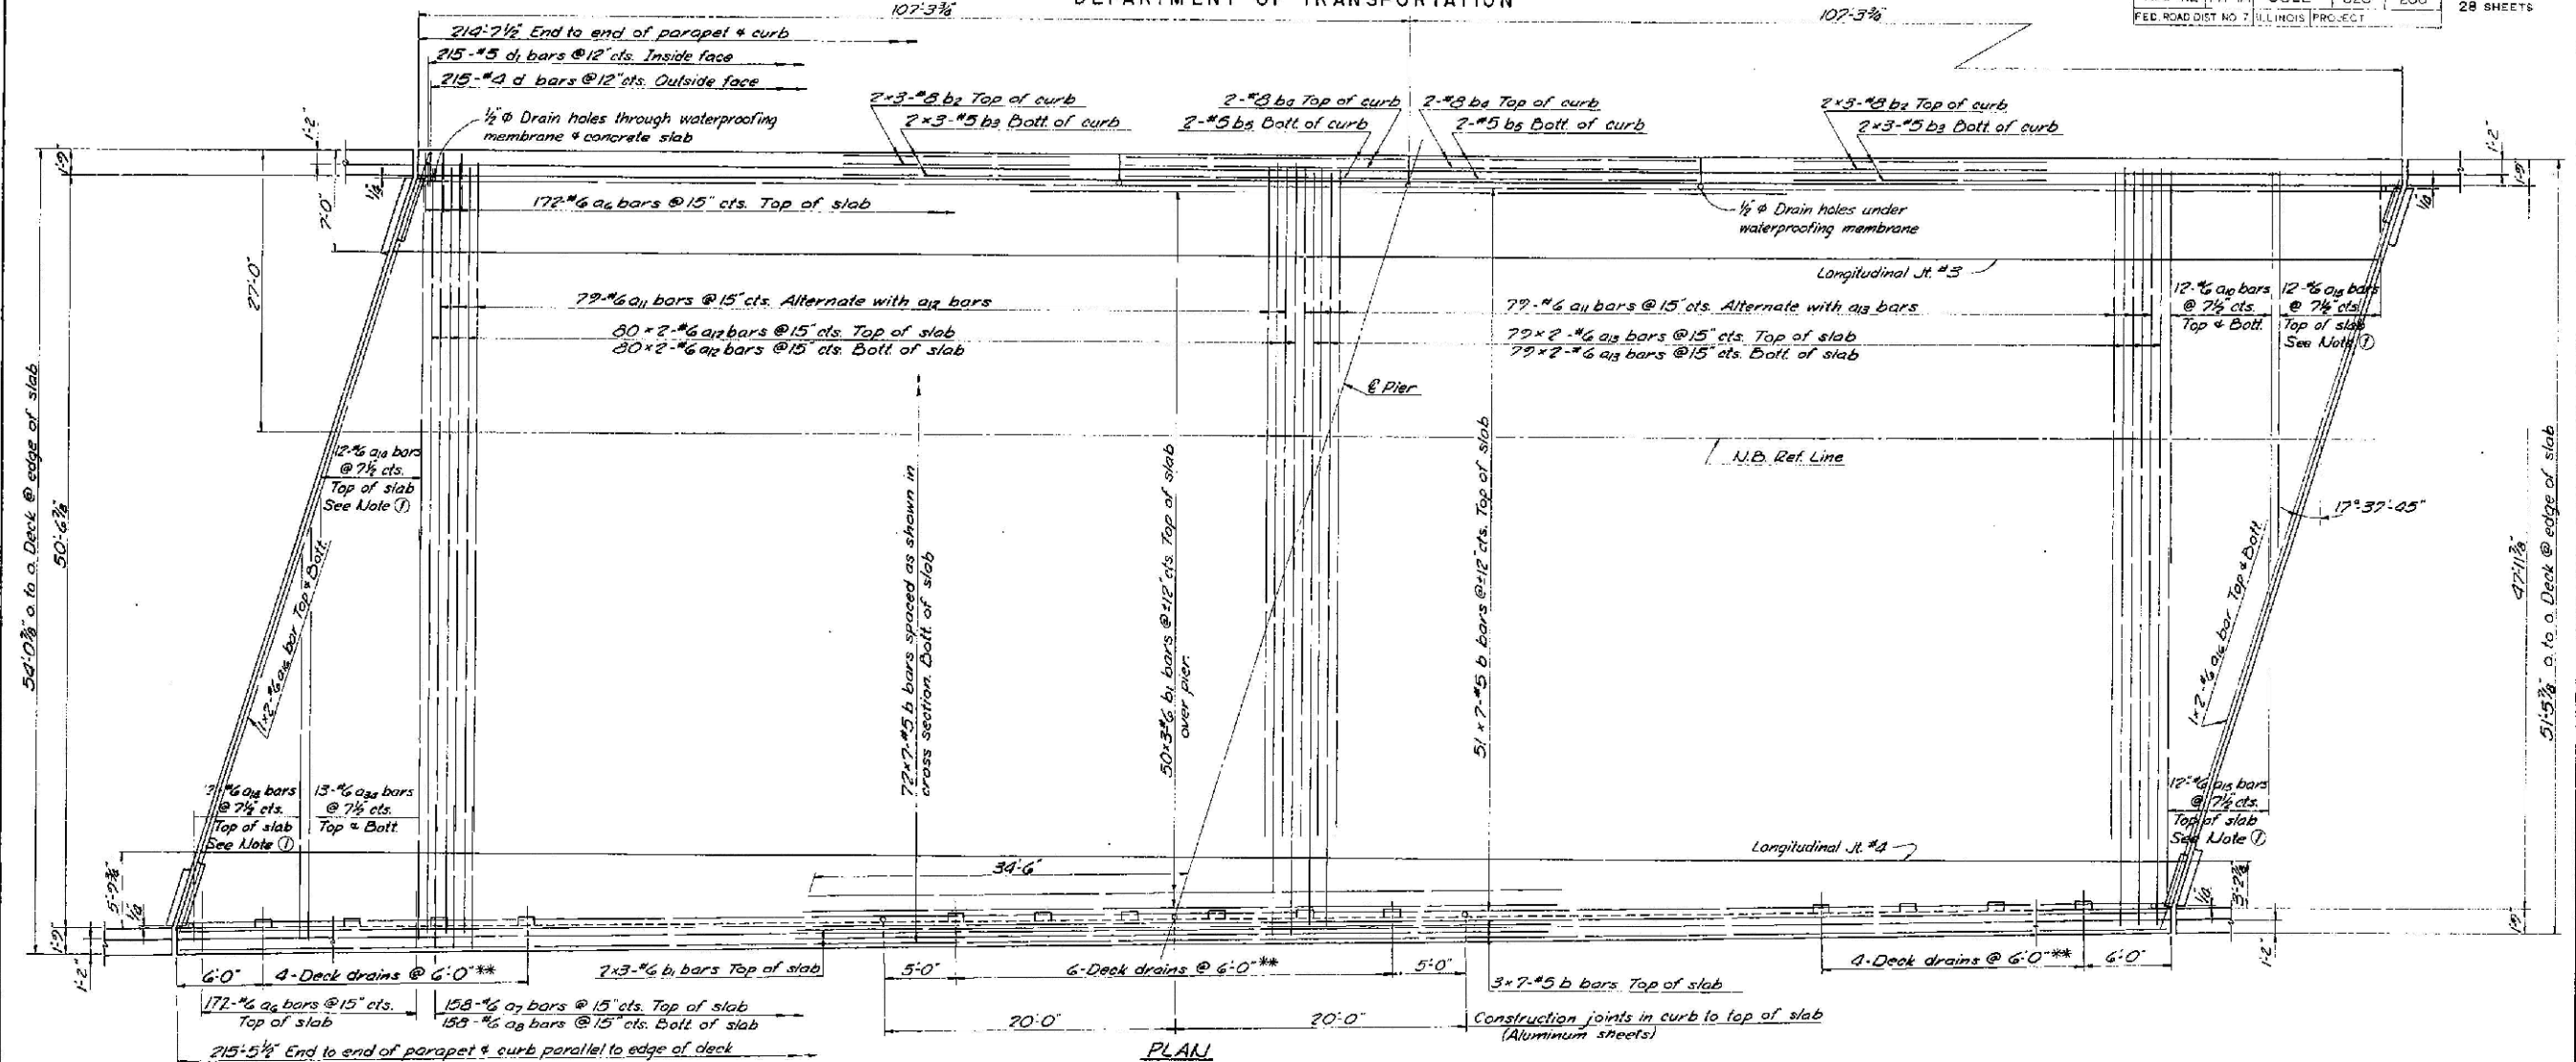 DEPARTMENT OF TRANSPORTATION
FED. ROAD DIST. NO. 7 ILLINOIS PROJECT
28 SHEETS
107'-3¾"
107'-3¾"
214'-7½" End to end of parapet & curb
215-#5 d₁ bars @ 12" cts. Inside face
215-#4 d bars @ 12" cts. Outside face
½" ϕ Drain holes through waterproofing
membrane & concrete slab
2×3-#8 b₂ Top of curb
2×3-#5 b₃ Bott. of curb
2-#8 b₄ Top of curb
2-#5 b₅ Bott. of curb
2-#8 b₄ Top of curb
2-#5 b₅ Bott. of curb
2×3-#8 b₂ Top of curb
2×3-#5 b₃ Bott. of curb
1'-2"
1'-9"
7'-0"
27'-0"
1'-2"
1'-9"
172-#6 a₆ bars @ 15" cts. Top of slab
½" ϕ Drain holes under
waterproofing membrane
Longitudinal Jt. #3
79-#6 a₁₁ bars @ 15" cts. Alternate with a₁₂ bars
80×2-#6 a₁₂ bars @ 15" cts. Top of slab
80×2-#6 a₁₂ bars @ 15" cts. Bott. of slab
79-#6 a₁₁ bars @ 15" cts. Alternate with a₁₃ bars
79×2-#6 a₁₃ bars @ 15" cts. Top of slab
79×2-#6 a₁₃ bars @ 15" cts. Bott. of slab
12-#6 a₁₀ bars
@ 7½" cts.
Top & Bott.
12-#6 a₁₅ bars
@ 7½" cts.
Top of slab
See Note ①
℄ Pier
N.B. Ref. Line
17°-37'-45"
54'-0⅞" o. to o. Deck @ edge of slab
50'-6⅞"
@ 7½" cts.
Top of slab
See Note ①
1×2-#6 a₁₆ bar Top & Bott.
72×7-#5 b bars spaced as shown in
cross section. Bott. of slab
50×3-#6 b₁ bars @ ±12" cts. Top of slab
over pier.
51×7-#5 b bars @ ±12" cts. Top of slab
1×2-#6 a₁₆ bar Top & Bott.
47'-11⅞"
51'-5⅞" o. to o. Deck @ edge of slab
@ 7½" cts.
Top of slab
See Note ①
@ 7½" cts.
Top & Bott.
12-#6 a₁₅ bars
@ 7½" cts.
Top of slab
See Note ①
Longitudinal Jt. #4
34'-6"
1'-9"
1'-2"
1'-9"
1'-2"
6'-0"
4-Deck drains @ 6'-0"**
2×3-#6 b₁ bars Top of slab
5'-0"
6-Deck drains @ 6'-0"**
5'-0"
4-Deck drains @ 6'-0"**
6'-0"
172-#6 a₆ bars @ 15" cts.
Top of slab
158-#6 a₇ bars @ 15" cts. Top of slab
158-#6 a₈ bars @ 15" cts. Bott. of slab
3×7-#5 b bars Top of slab
20'-0"
20'-0"
Construction joints in curb to top of slab
(Aluminum sheets)
215'-5½" End to end of parapet & curb parallel to edge of deck
PLAN